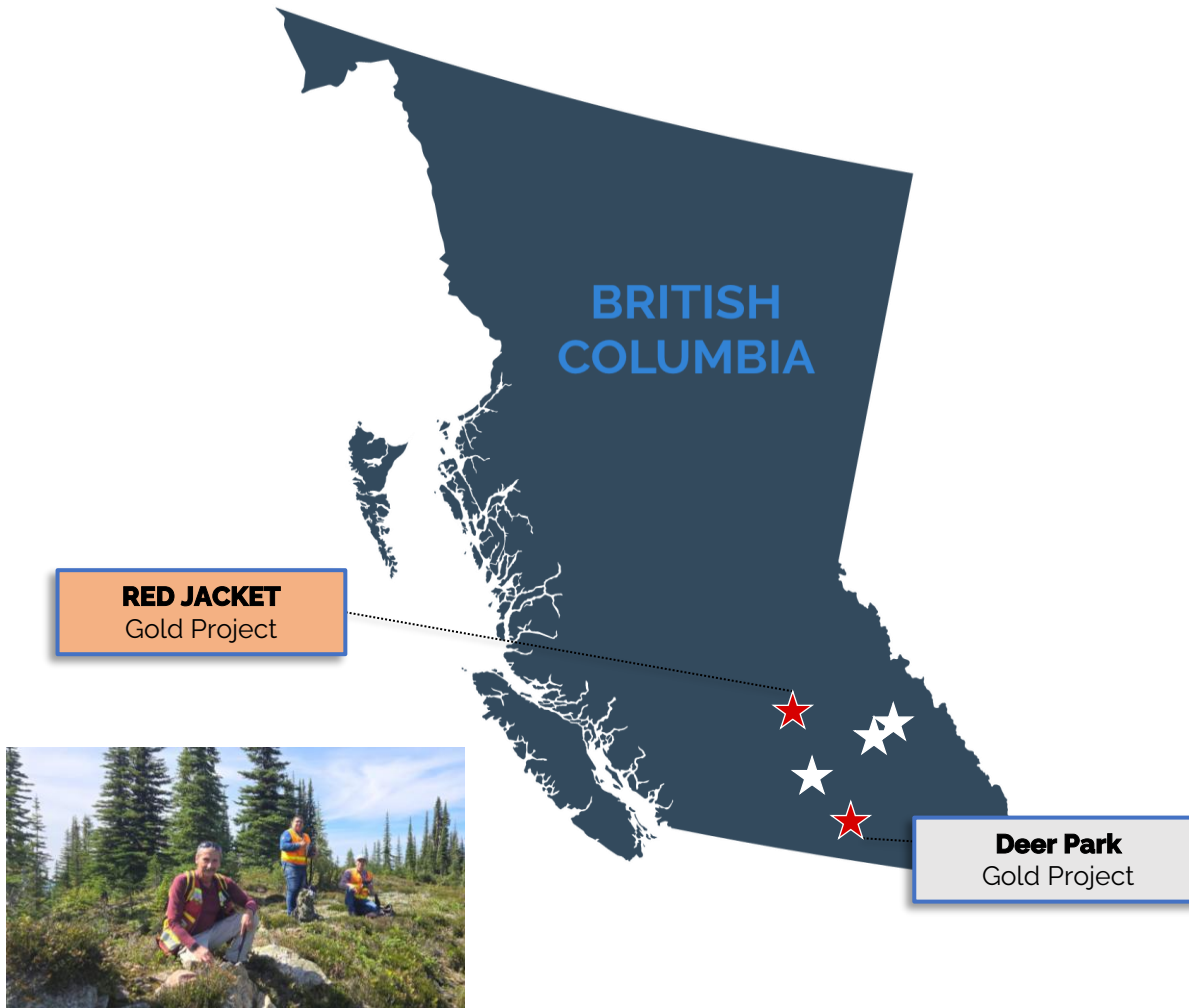 BRITISH
COLUMBIA
RED JACKET
Gold Project
Deer Park
Gold Project